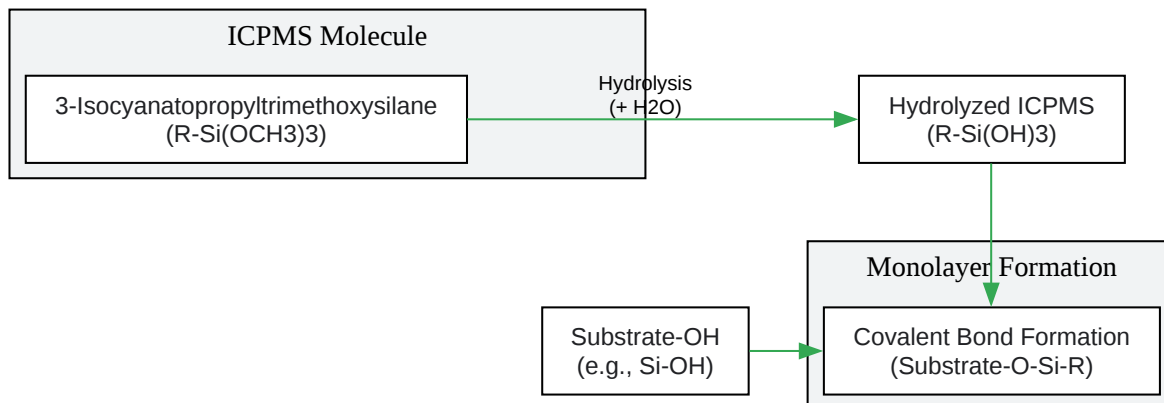 ICPMS Molecule
3-Isocyanatopropyltrimethoxysilane
(R-Si(OCH3)3)
Hydrolysis
(+ H2O)
Hydrolyzed ICPMS
(R-Si(OH)3)
Monolayer Formation
Substrate-OH
(e.g., Si-OH)
Covalent Bond Formation
(Substrate-O-Si-R)